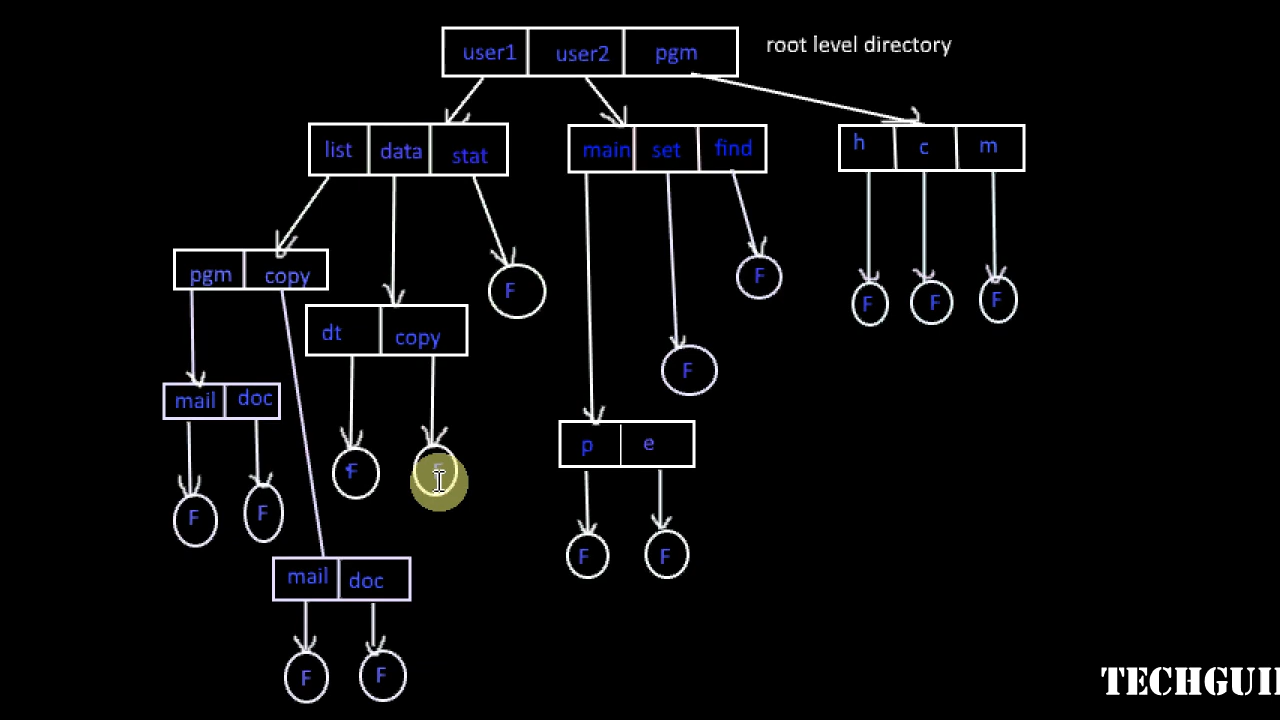 user1 user2 pgm root level directory
list data stat main set find h c m
pgm copy F F F F F
dt copy
F
mail doc
p e
F F
F F
F F
mail doc
F F
TECHGUI